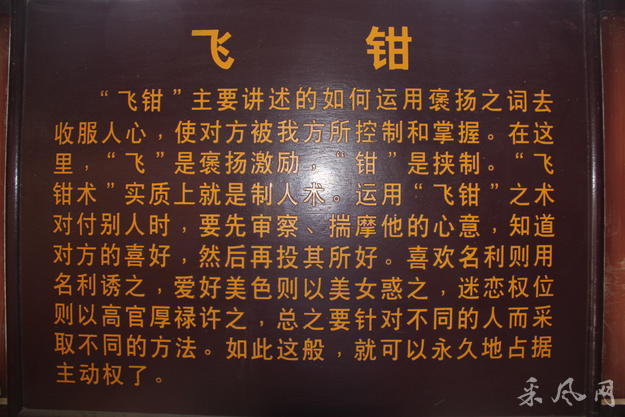 飞钳
“飞钳”主要讲述的如何运用褒扬之词去
收服人心，使对方被我方所控制和掌握。在这
里，“飞”是褒扬激励，“钳”是挟制。“飞
钳术”实质上就是制人术。运用“飞钳”之术
对付别人时，要先审察、揣摩他的心意，知道
对方的喜好，然后再投其所好。喜欢名利则用
名利诱之，爱好美色则以美女惑之，迷恋权位
则以高官厚禄许之，总之要针对不同的人而采
取不同的方法。如此这般，就可以永久地占据
主动权了。
采风网